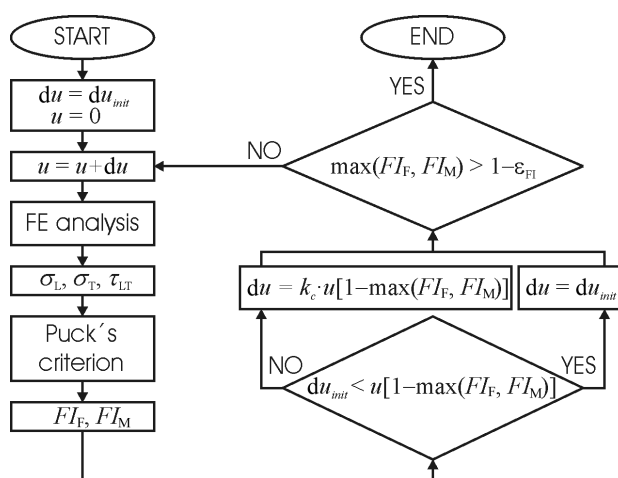 START
du = du_init
u = 0
u = u+du
FE analysis
σ_L, σ_T, τ_LT
Puck´s
criterion
FI_F, FI_M
END
YES
NO
max(FI_F, FI_M) > 1–ε_FI
du = k_c·u[1–max(FI_F, FI_M)]
du = du_init
NO
YES
du_init < u[1–max(FI_F, FI_M)]